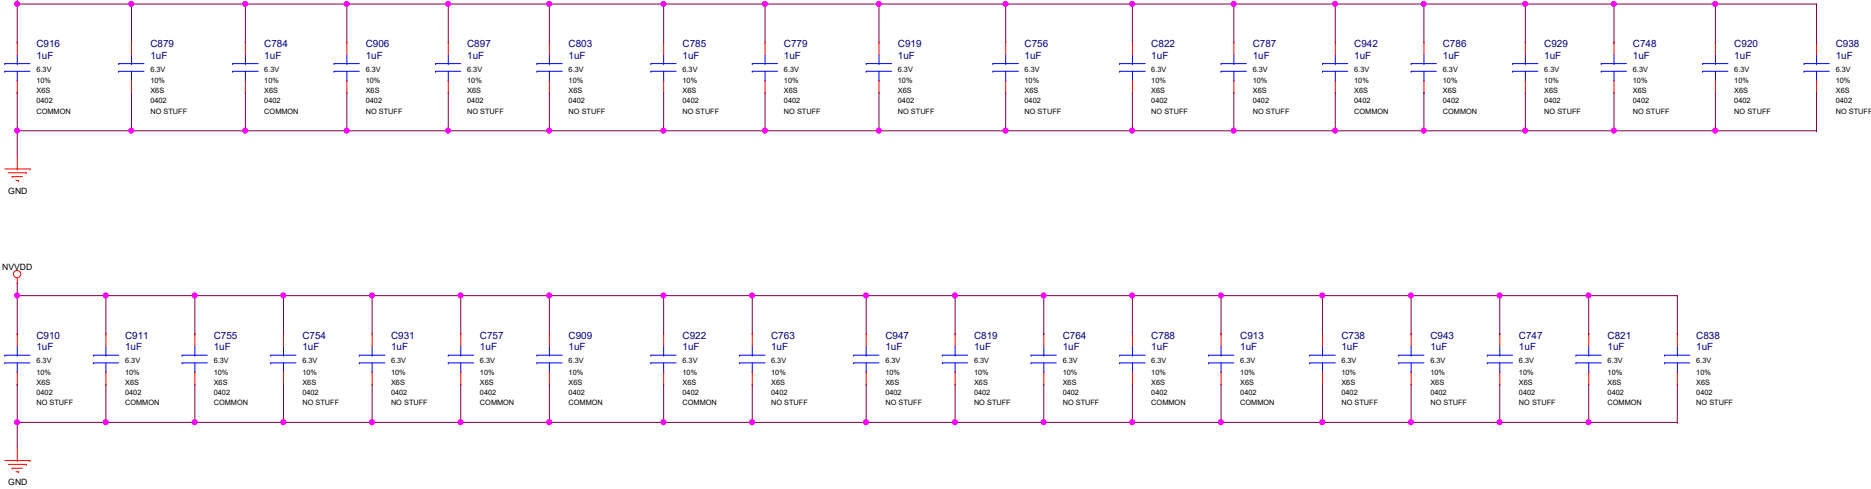 C916
1uF
6.3V
10%
X6S
0402
COMMON
C879
1uF
6.3V
10%
X6S
0402
NO STUFF
C784
1uF
6.3V
10%
X6S
0402
COMMON
C906
1uF
6.3V
10%
X6S
0402
NO STUFF
C897
1uF
6.3V
10%
X6S
0402
NO STUFF
C803
1uF
6.3V
10%
X6S
0402
NO STUFF
C785
1uF
6.3V
10%
X6S
0402
NO STUFF
C779
1uF
6.3V
10%
X6S
0402
NO STUFF
C919
1uF
6.3V
10%
X6S
0402
NO STUFF
C756
1uF
6.3V
10%
X6S
0402
NO STUFF
C822
1uF
6.3V
10%
X6S
0402
NO STUFF
C787
1uF
6.3V
10%
X6S
0402
NO STUFF
C942
1uF
6.3V
10%
X6S
0402
COMMON
C786
1uF
6.3V
10%
X6S
0402
COMMON
C929
1uF
6.3V
10%
X6S
0402
NO STUFF
C748
1uF
6.3V
10%
X6S
0402
NO STUFF
C920
1uF
6.3V
10%
X6S
0402
NO STUFF
C938
1uF
6.3V
10%
X6S
0402
NO STUFF
GND
NVVDD
C910
1uF
6.3V
10%
X6S
0402
NO STUFF
C911
1uF
6.3V
10%
X6S
0402
COMMON
C755
1uF
6.3V
10%
X6S
0402
COMMON
C754
1uF
6.3V
10%
X6S
0402
NO STUFF
C931
1uF
6.3V
10%
X6S
0402
NO STUFF
C757
1uF
6.3V
10%
X6S
0402
COMMON
C909
1uF
6.3V
10%
X6S
0402
COMMON
C922
1uF
6.3V
10%
X6S
0402
NO STUFF
C763
1uF
6.3V
10%
X6S
0402
NO STUFF
C947
1uF
6.3V
10%
X6S
0402
NO STUFF
C819
1uF
6.3V
10%
X6S
0402
NO STUFF
C764
1uF
6.3V
10%
X6S
0402
NO STUFF
C788
1uF
6.3V
10%
X6S
0402
COMMON
C913
1uF
6.3V
10%
X6S
0402
COMMON
C738
1uF
6.3V
10%
X6S
0402
NO STUFF
C943
1uF
6.3V
10%
X6S
0402
NO STUFF
C747
1uF
6.3V
10%
X6S
0402
NO STUFF
C821
1uF
6.3V
10%
X6S
0402
COMMON
C838
1uF
6.3V
10%
X6S
0402
NO STUFF
GND